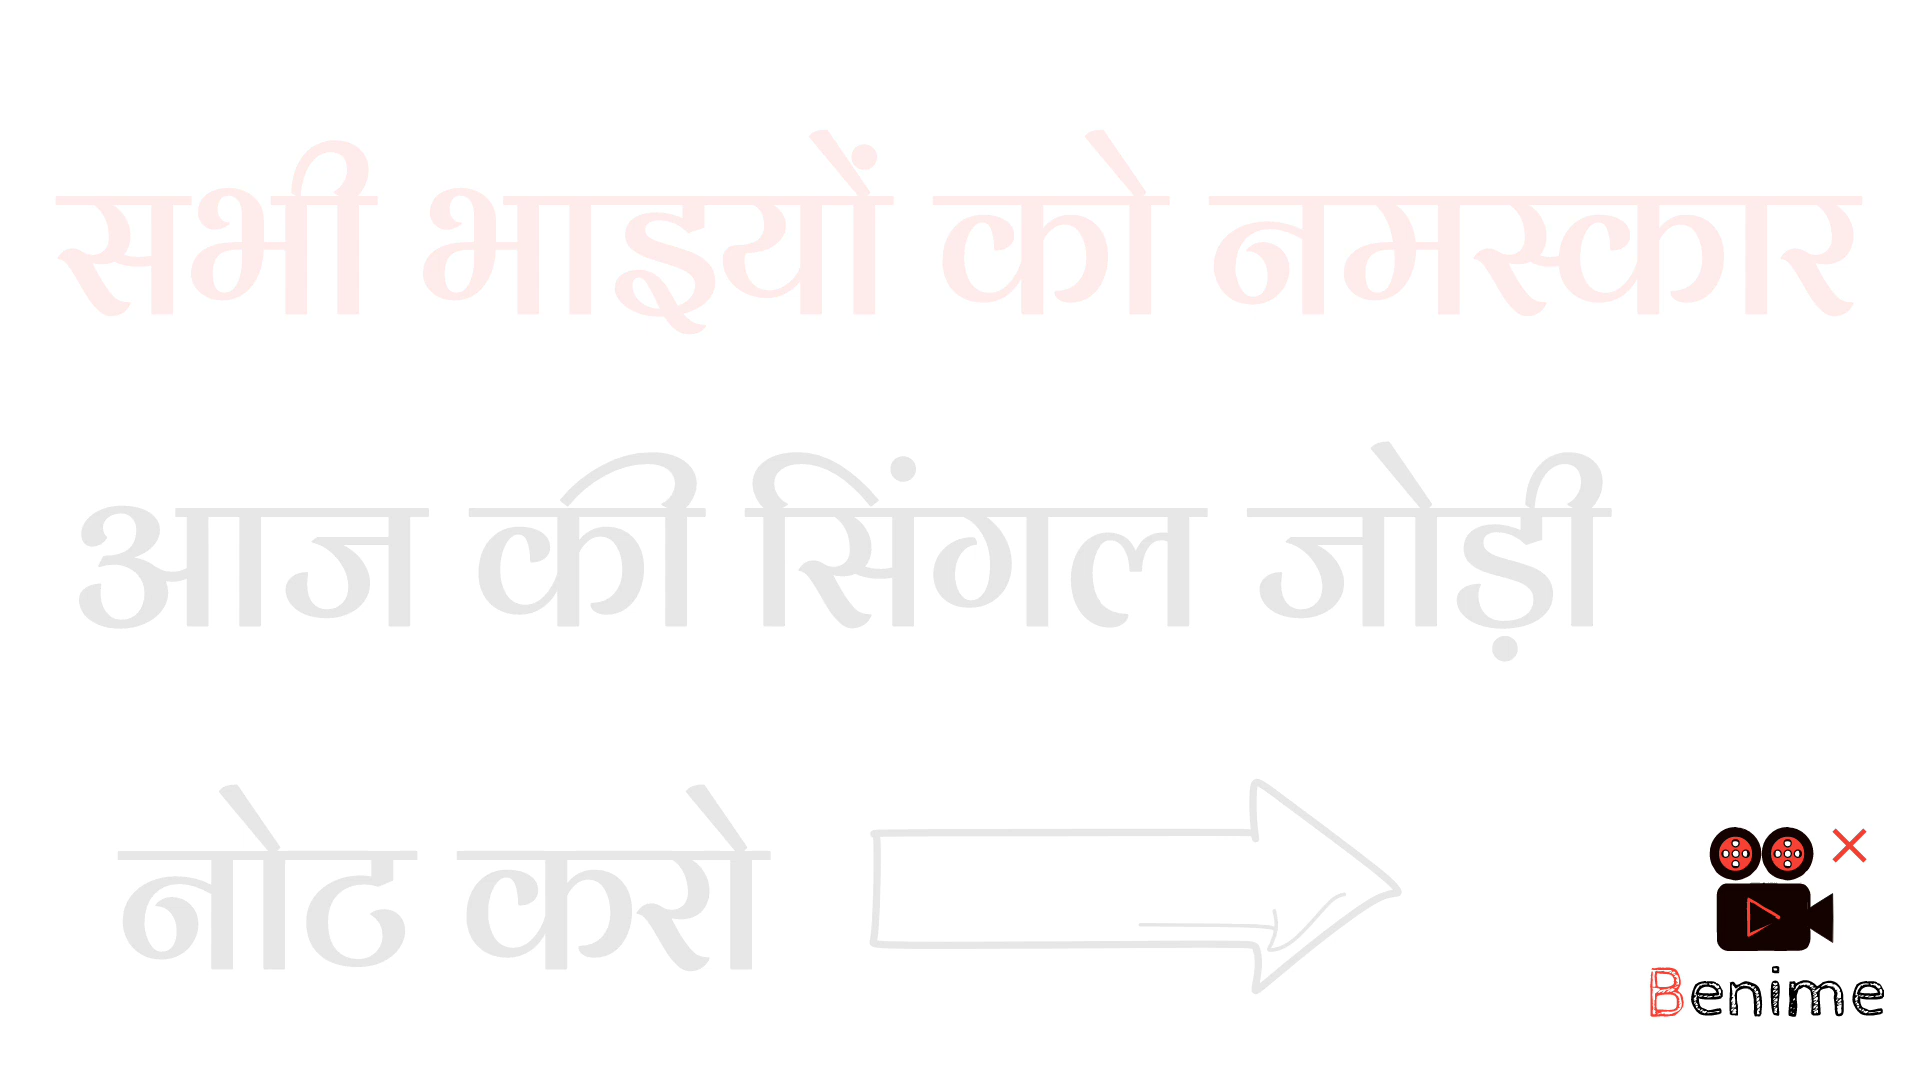 सभी भाइयों को नमस्कार
आज की सिंगल जोड़ी
नोट करो
Benime